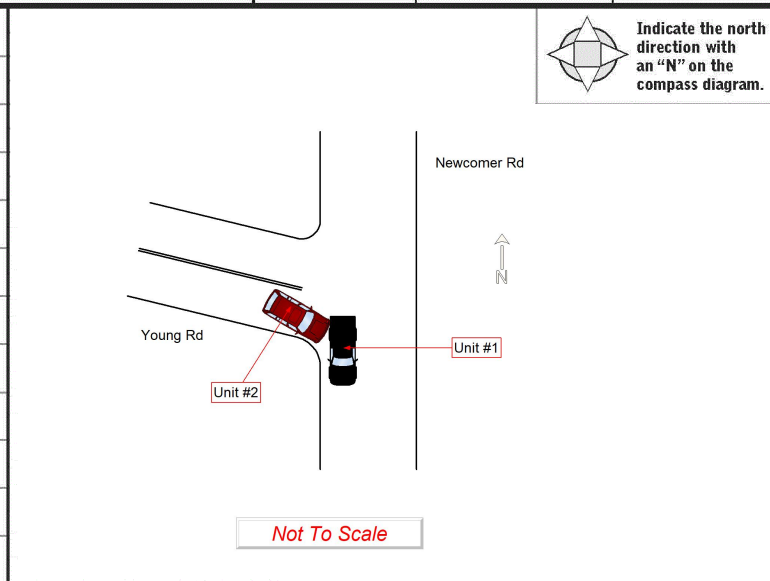 Indicate the north
direction with
an “N” on the
compass diagram.
Newcomer Rd
N
Young Rd
Unit #1
Unit #2
Not To Scale